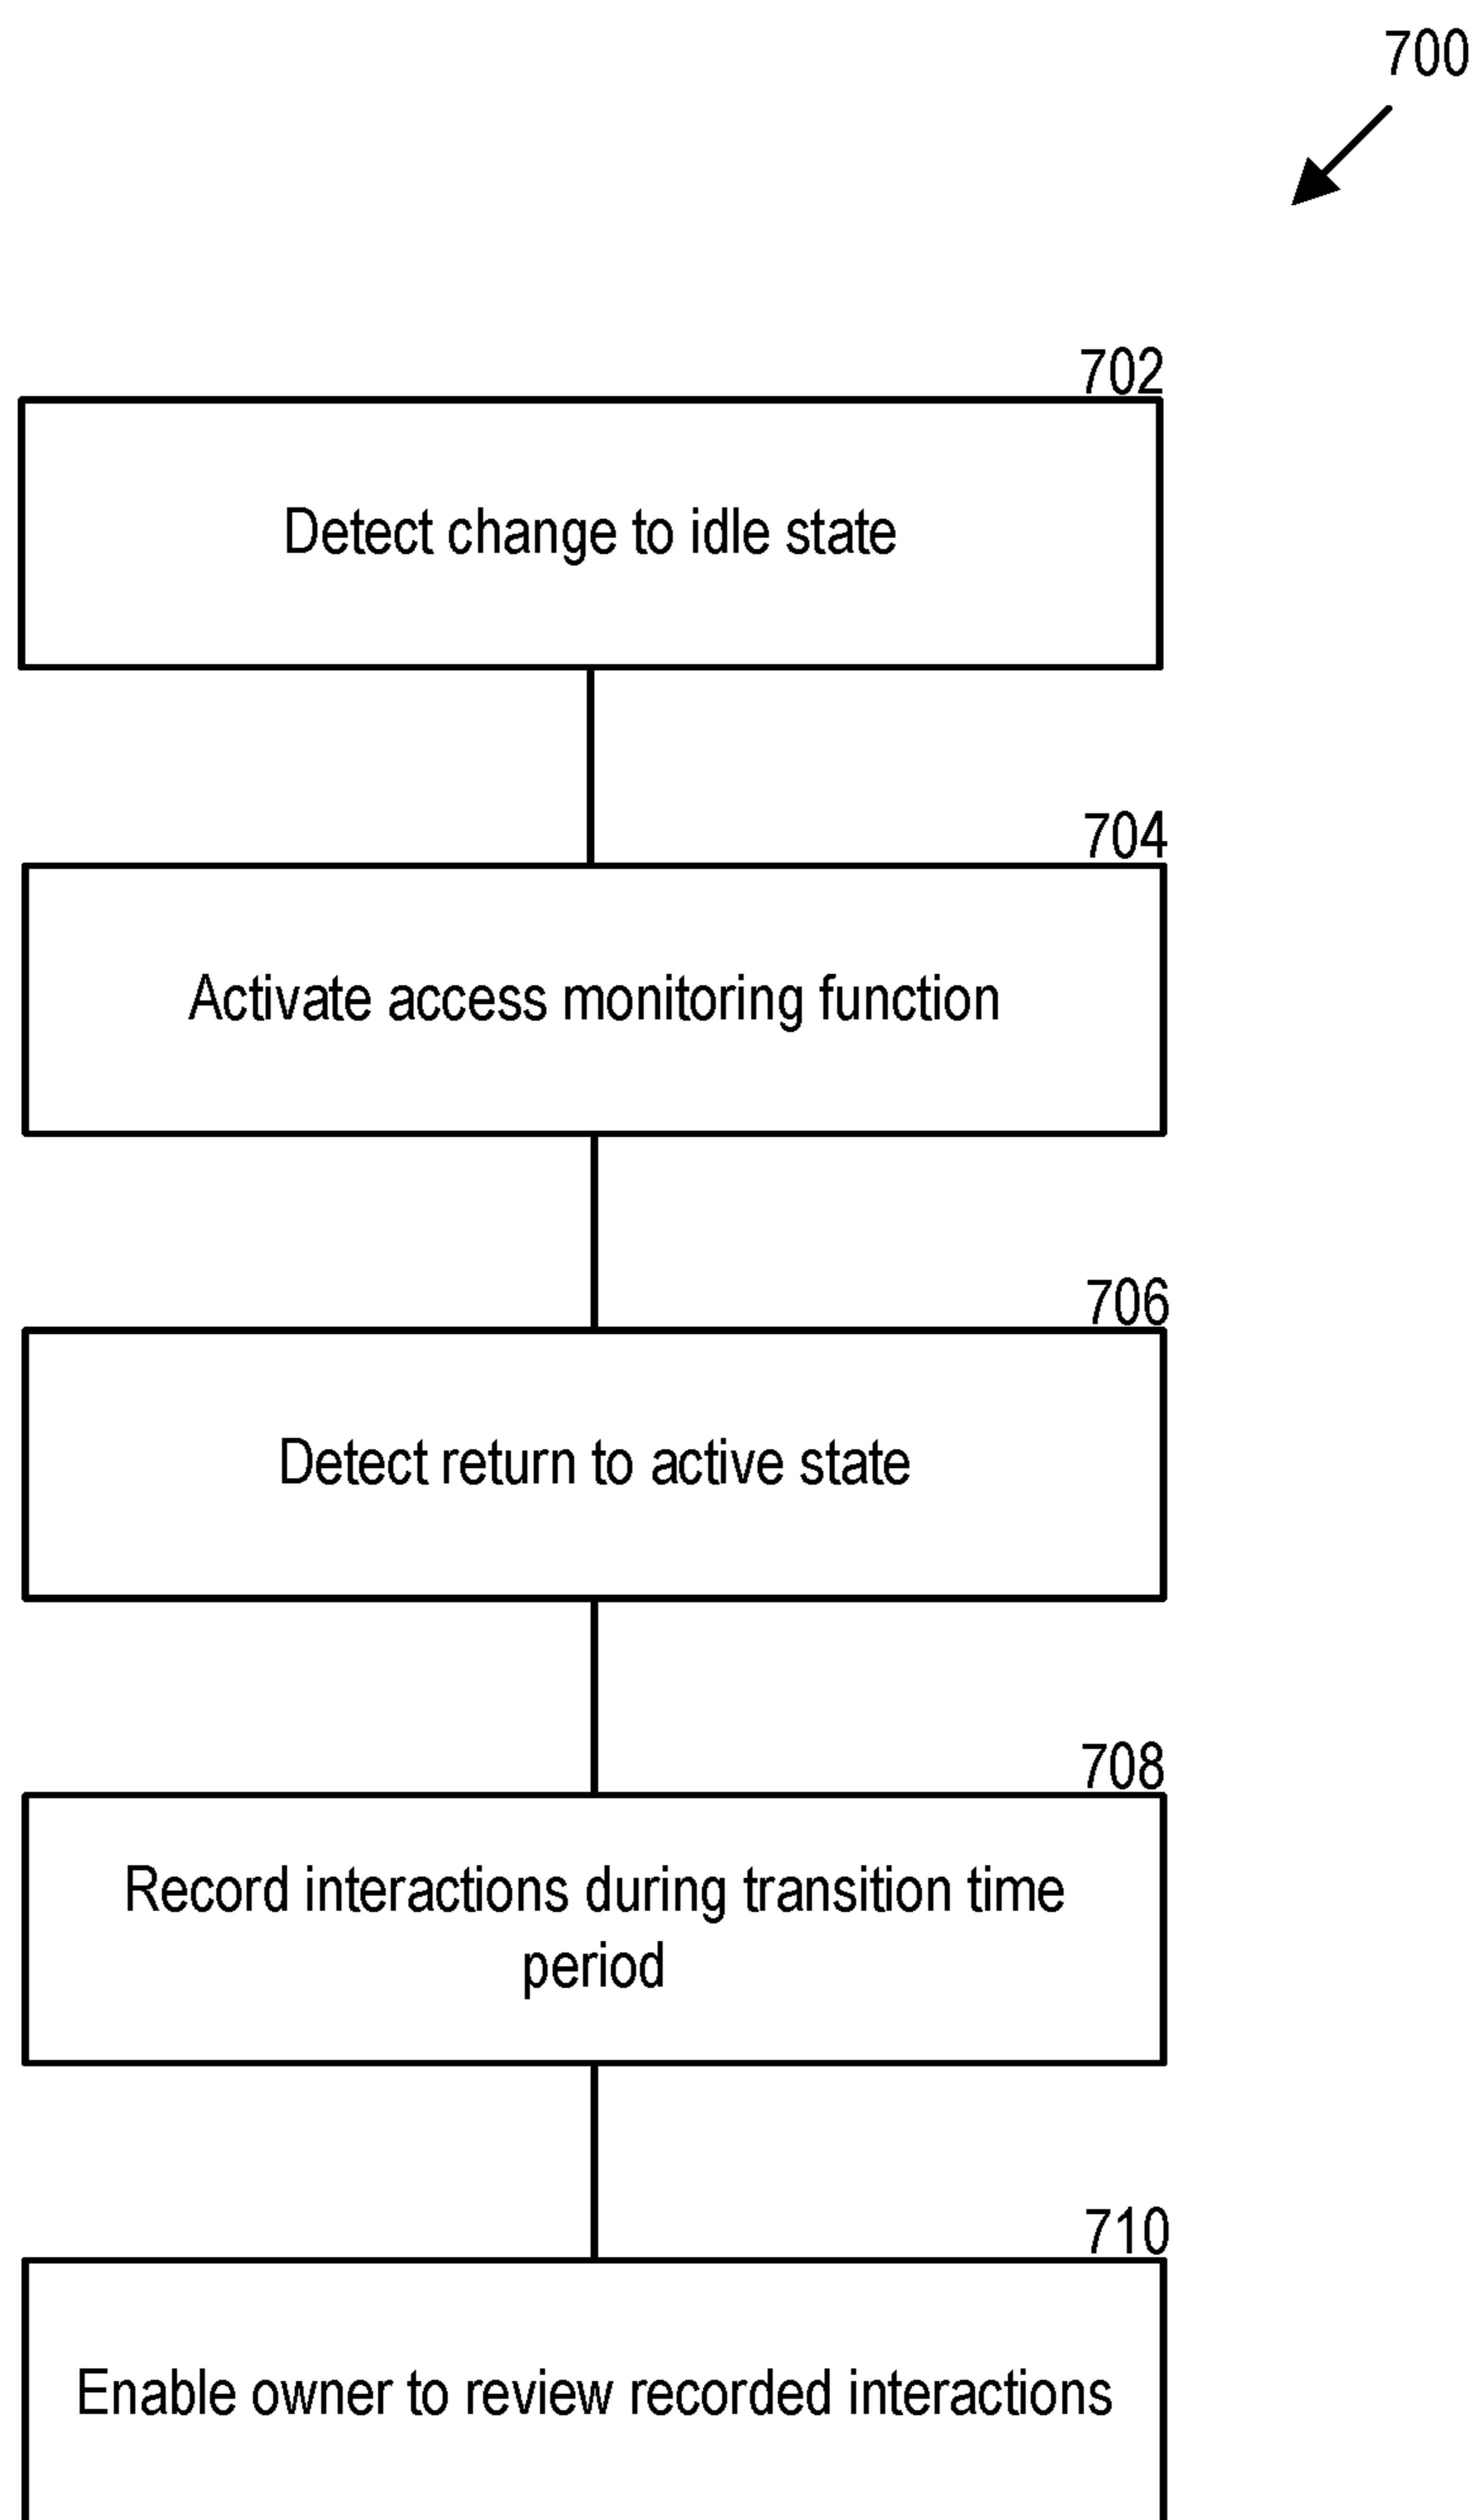 700
702
Detect change to idle state
704
Activate access monitoring function
706
Detect return to active state
708
Record interactions during transition time
period
710
Enable owner to review recorded interactions